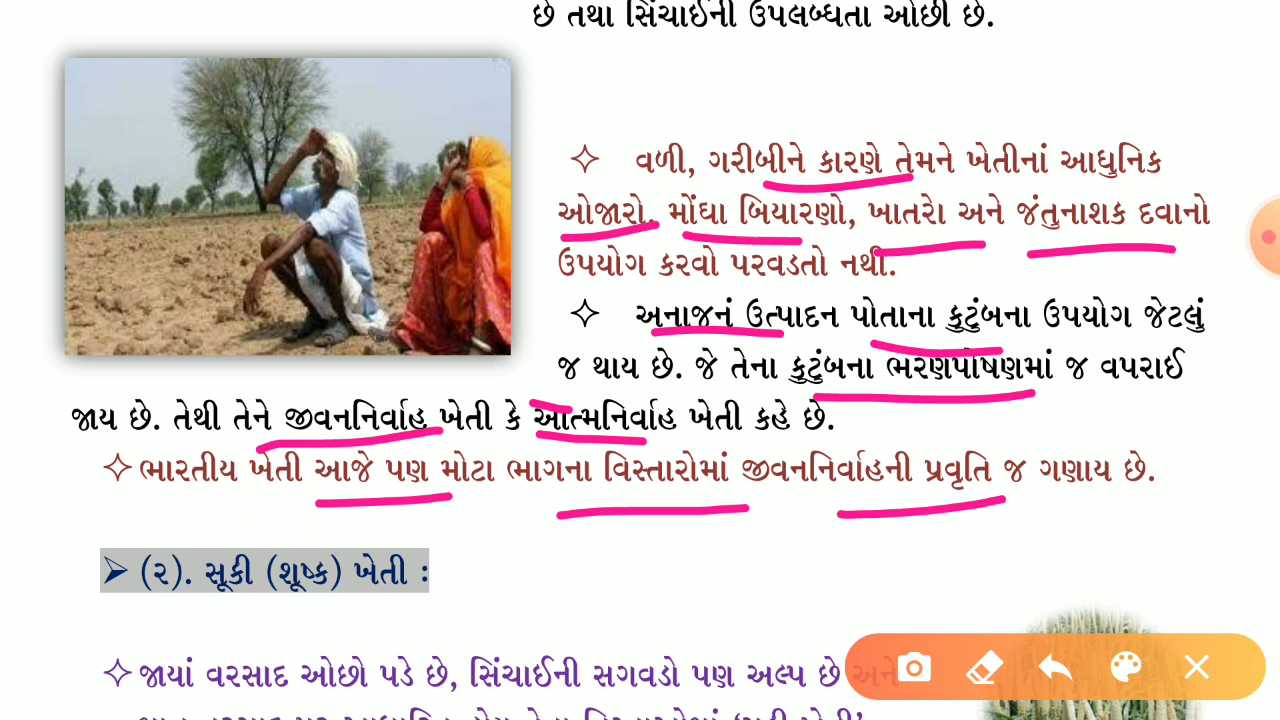 છે તથા સિંચાઈની ઉપલબ્ધતા ઓછી છે.
✧ વળી, ગરીબીને કારણે તેમને ખેતીનાં આધુનિક
ઓજારો, મોંઘા બિયારણો, ખાતરો અને જંતુનાશક દવાનો
ઉપયોગ કરવો પરવડતો નથી.
✧ અનાજનં ઉત્પાદન પોતાના કુટુંબના ઉપયોગ જેટલું
જ થાય છે. જે તેના કુટુંબના ભરણપોષણમાં જ વપરાઈ
જાય છે. તેથી તેને જીવનનિર્વાહ ખેતી કે આત્મનિર્વાહ ખેતી કહે છે.
✧ ભારતીય ખેતી આજે પણ મોટા ભાગના વિસ્તારોમાં જીવનનિર્વાહની પ્રવૃતિ જ ગણાય છે.
➢ (૨). સૂકી (શૂષ્ક) ખેતી :
✧ જાયાં વરસાદ ઓછો પડે છે, સિંચાઈની સગવડો પણ અલ્પ છે અને